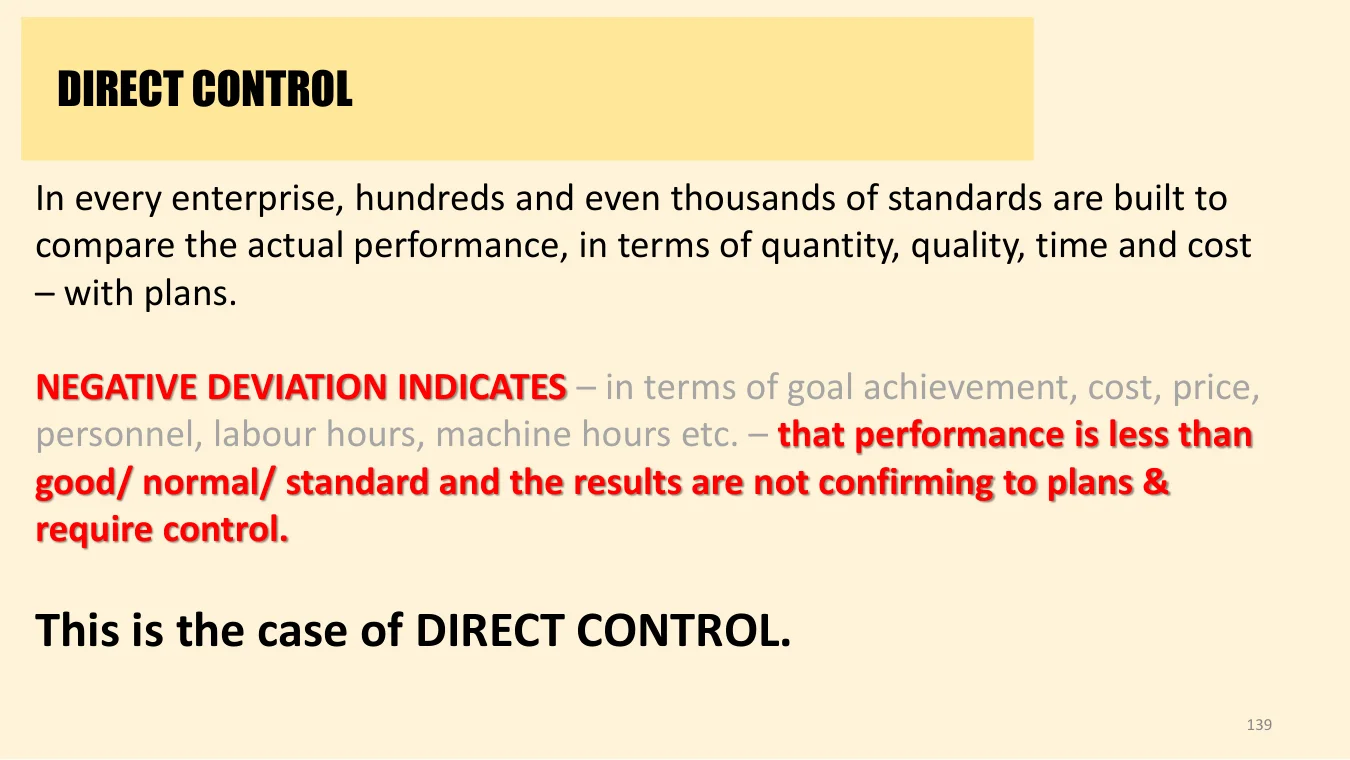 DIRECT CONTROL
In every enterprise, hundreds and even thousands of standards are built to
compare the actual performance, in terms of quantity, quality, time and cost
– with plans.
NEGATIVE DEVIATION INDICATES – in terms of goal achievement, cost, price,
personnel, labour hours, machine hours etc. – that performance is less than
good/ normal/ standard and the results are not confirming to plans &
require control.
This is the case of DIRECT CONTROL.
139